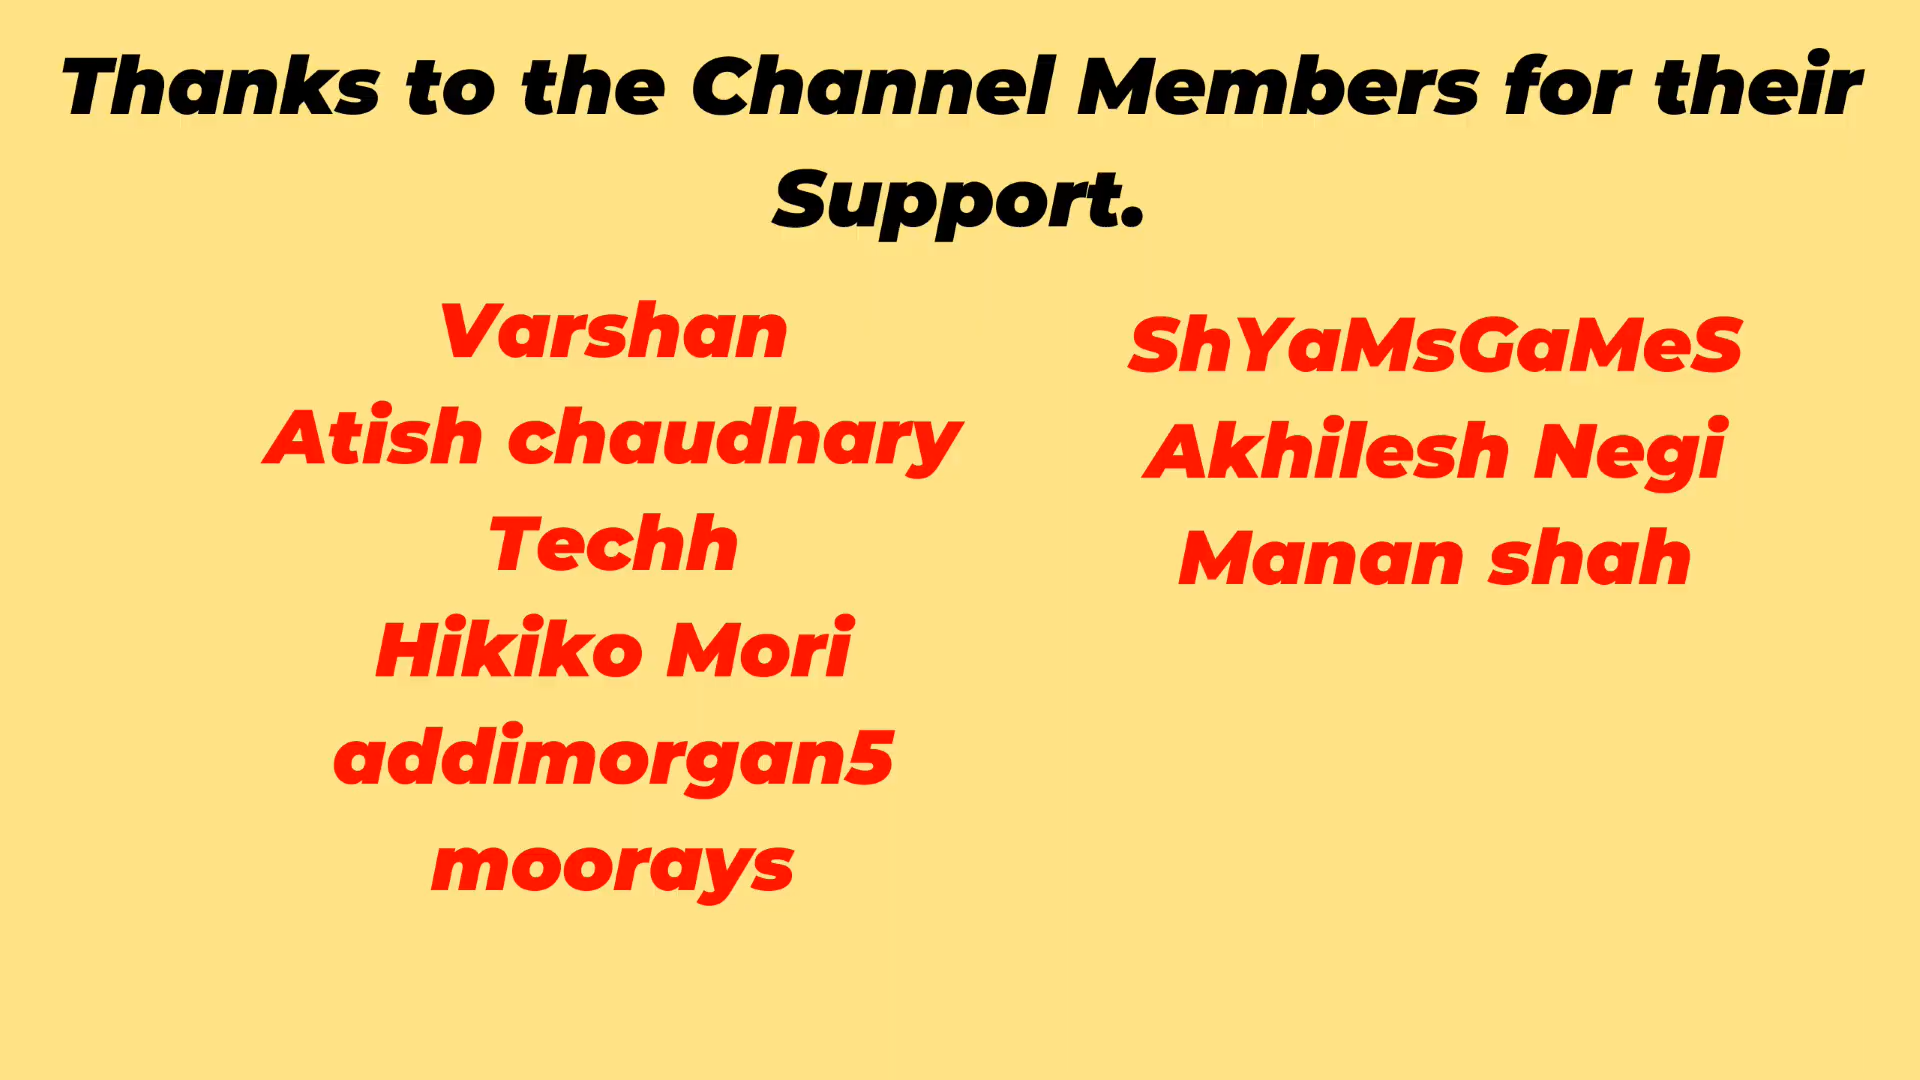 Thanks to the Channel Members for their
Support.
Varshan
Atish chaudhary
Techh
Hikiko Mori
addimorgan5
moorays
ShYaMsGaMeS
Akhilesh Negi
Manan shah